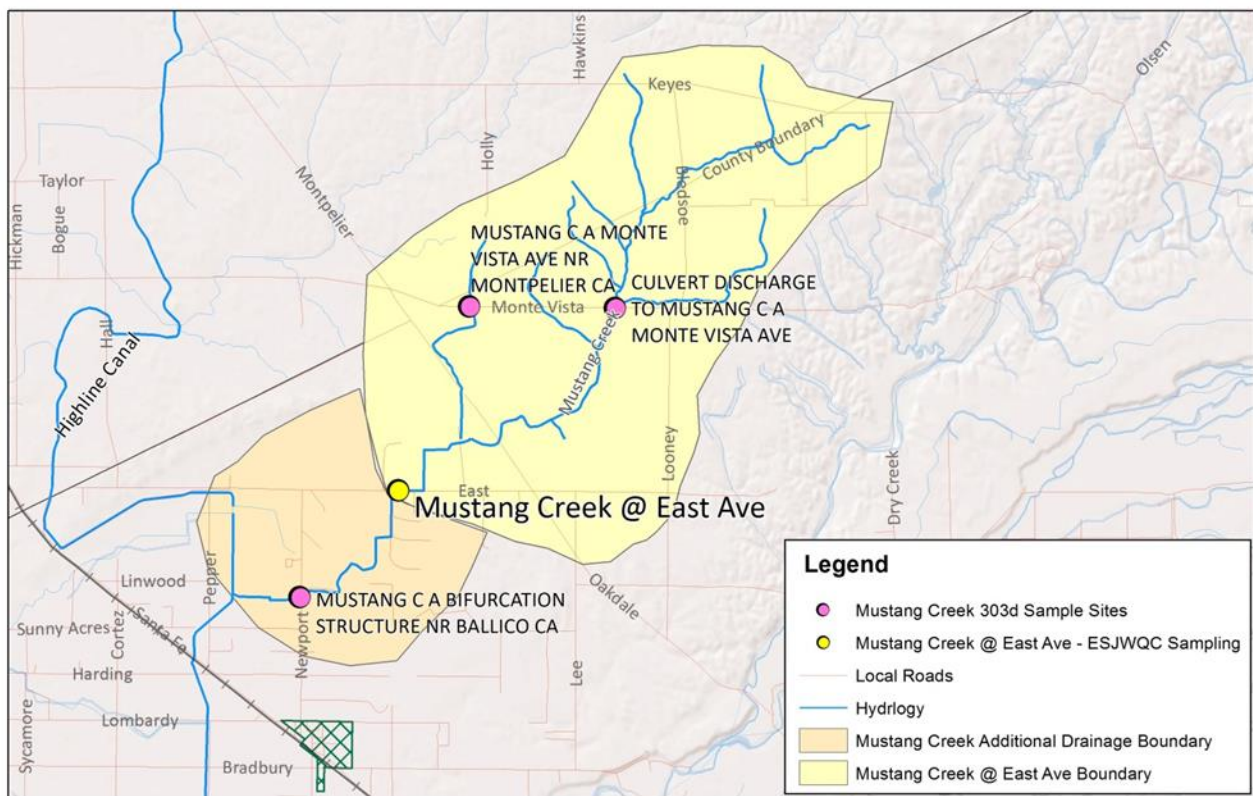 Hawkins
Olsen
Keyes
Holly
County Boundary
Bledsoe
Montpelier
Taylor
Bogue
Hickman
MUSTANG C A MONTE
VISTA AVE NR
MONTPELIER CA
CULVERT DISCHARGE
TO MUSTANG C A
MONTE VISTA AVE
Monte Vista
Hall
Highline Canal
Mustang Creek
Looney
Dry Creek
East
Mustang Creek @ East Ave
Pepper
Linwood
Oakdale
MUSTANG C A BIFURCATION
STRUCTURE NR BALLICO CA
Sunny Acres
Cortez
Santa Fe
Newport
Lee
Harding
Lombardy
Sycamore
Bradbury
Legend
Mustang Creek 303d Sample Sites
Mustang Creek @ East Ave - ESJWQC Sampling
Local Roads
Hydrlogy
Mustang Creek Additional Drainage Boundary
Mustang Creek @ East Ave Boundary